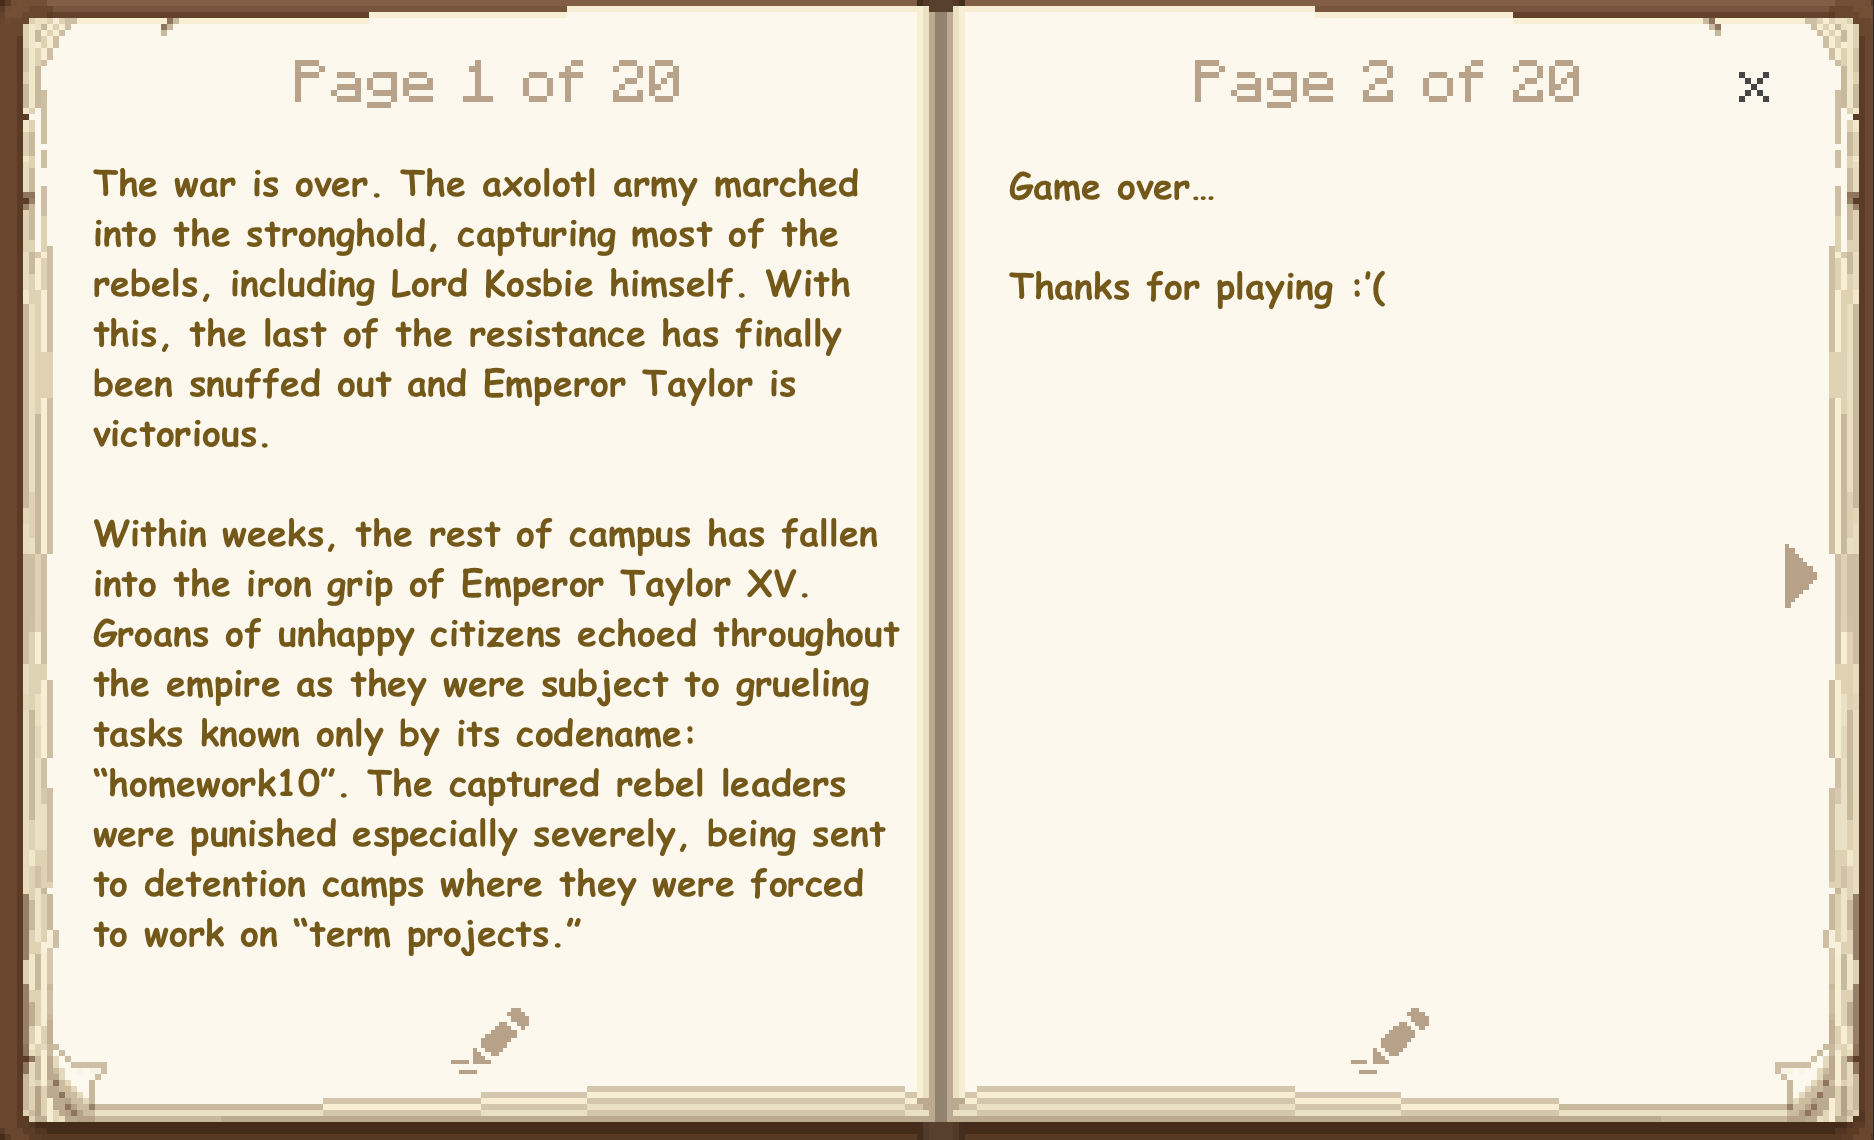 Page 1 of 20
The war is over. The axolotl army marched
into the stronghold, capturing most of the
rebels, including Lord Kosbie himself. With
this, the last of the resistance has finally
been snuffed out and Emperor Taylor is
victorious.
Within weeks, the rest of campus has fallen
into the iron grip of Emperor Taylor XV.
Groans of unhappy citizens echoed throughout
the empire as they were subject to grueling
tasks known only by its codename:
“homework10”. The captured rebel leaders
were punished especially severely, being sent
to detention camps where they were forced
to work on “term projects.”
Page 2 of 20
Game over...
Thanks for playing :'(